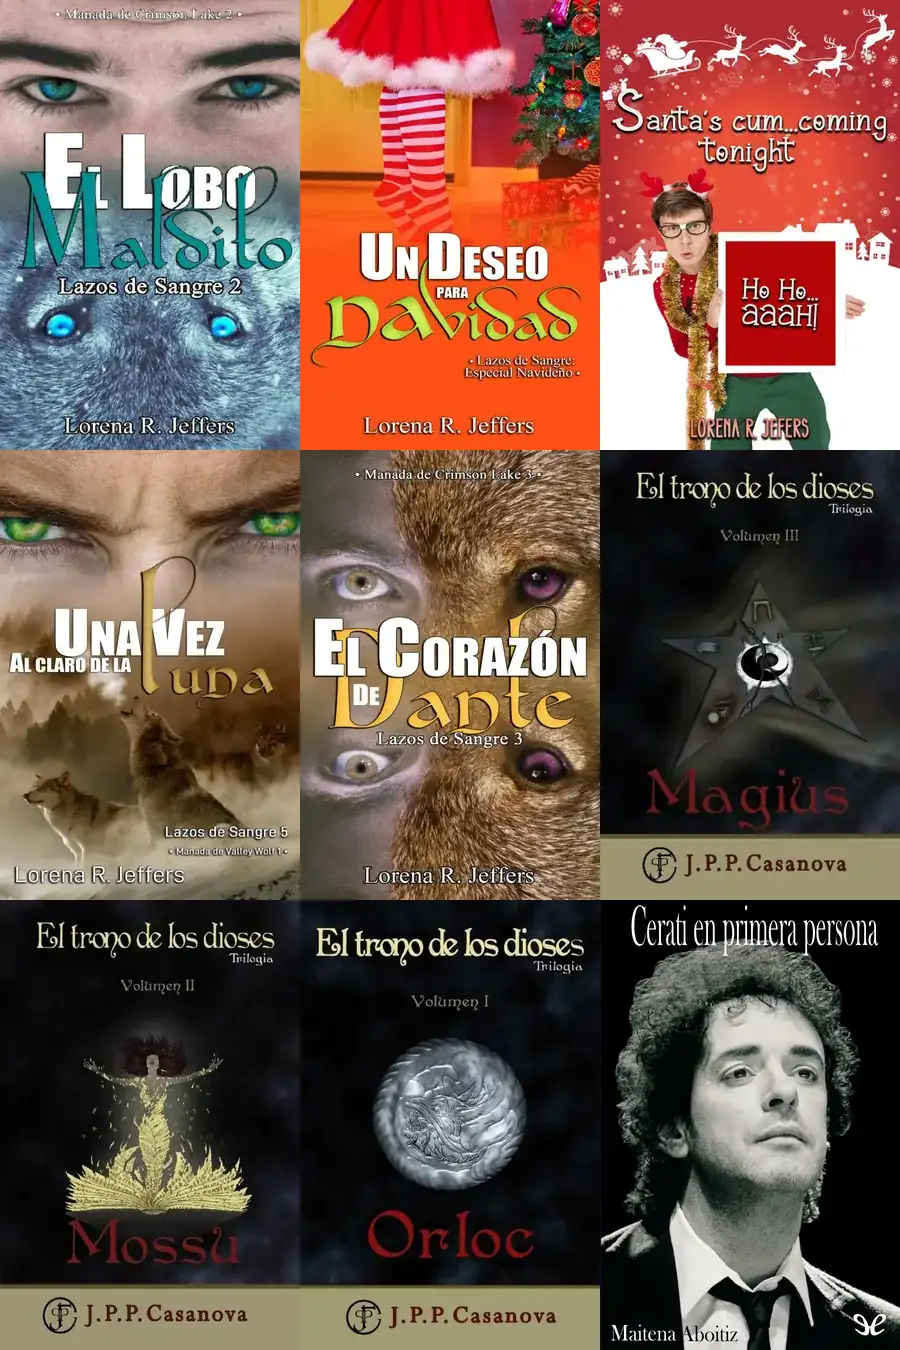 • Manada de Crimson Lake 2 •
El Lobo
Maldito
Lazos de Sangre 2
Lorena R. Jeffers
Un Deseo
para
Navidad
• Lazos de Sangre:
Especial Navideño •
Lorena R. Jeffers
Santa's cum...coming
tonight
Ho Ho...
AAAH!
LORENA R. JEFERS
Una Vez
Al claro de la
Luna
Lazos de Sangre 5
• Manada de Valley Wolf 1 •
Lorena R. Jeffers
• Manada de Crimson Lake 3 •
El Corazón
de
Dante
Lazos de Sangre 3
Lorena R. Jeffers
El trono de los dioses
Trilogia
Volumen III
Magius
J.P.P.Casanova
El trono de los dioses
Trilogia
Volumen II
Mossu
J.P.P.Casanova
El trono de los dioses
Trilogia
Volumen I
Orloc
J.P.P.Casanova
Cerati en primera persona
Maitena Aboitiz